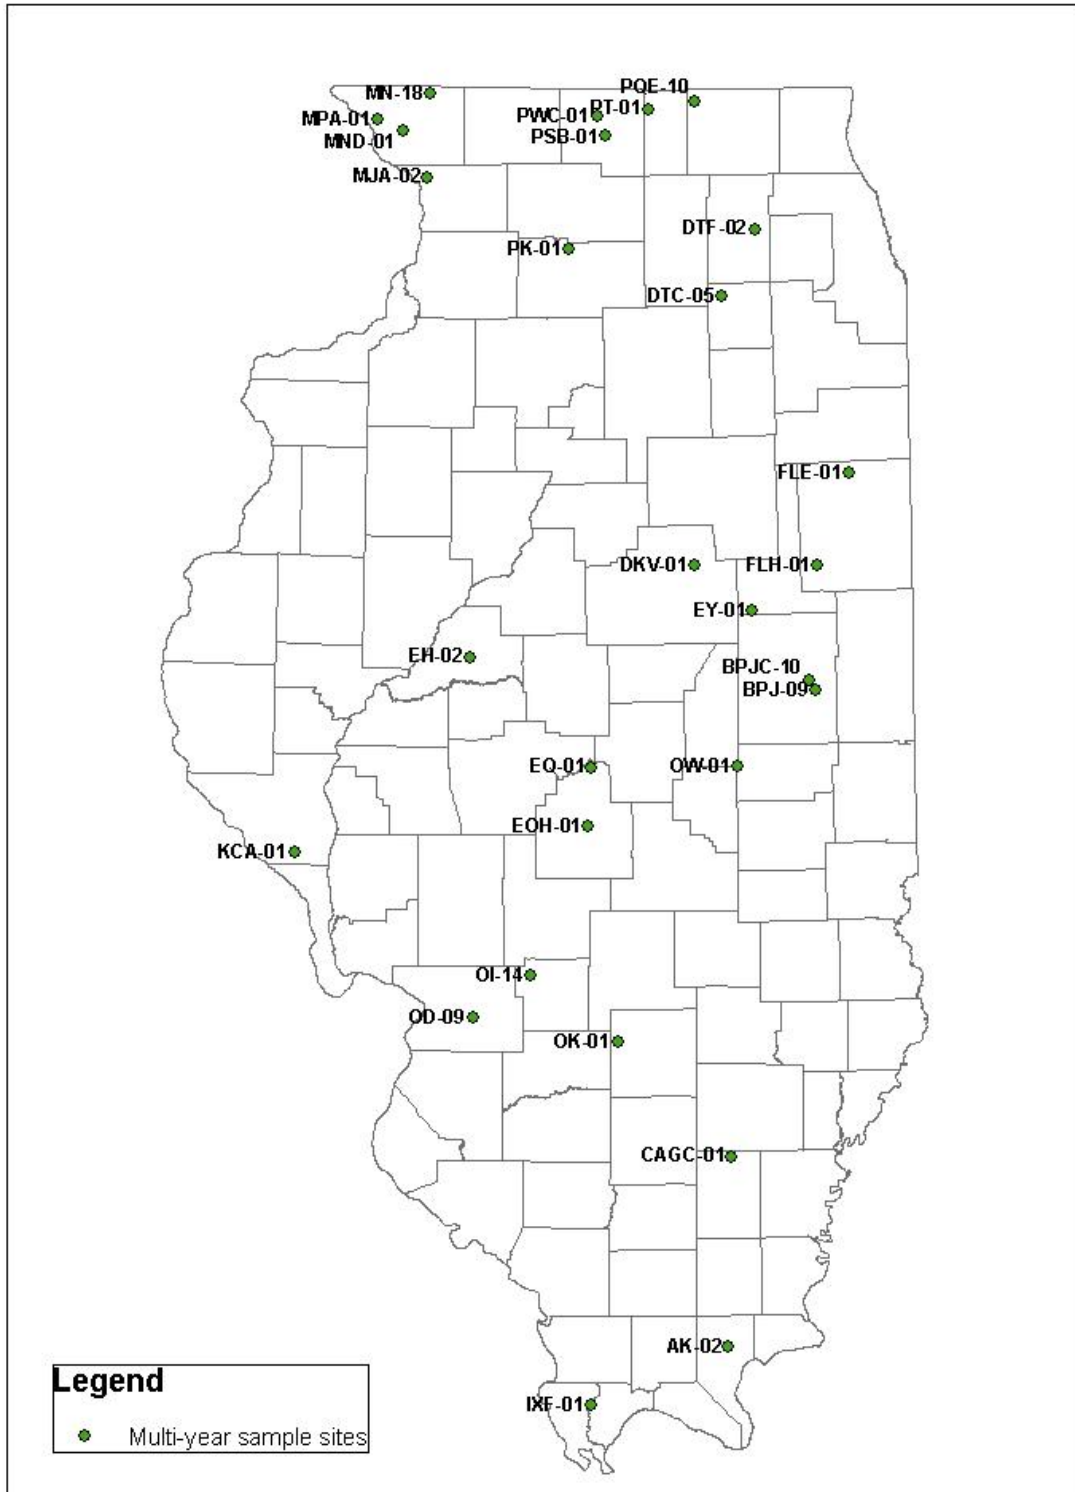 PQE-10
MN-18
PT-01
PWC-01
MPA-01
PSB-01
MND-01
MJA-02
DTF-02
PK-01
DTC-05
FLE-01
DKV-01
FLH-01
EY-01
EH-02
BPJC-10
BPJ-09
EQ-01
OW-01
EOH-01
KCA-01
OI-14
OD-09
OK-01
CAGC-01
AK-02
IXF-01
Legend
Multi-year sample sites